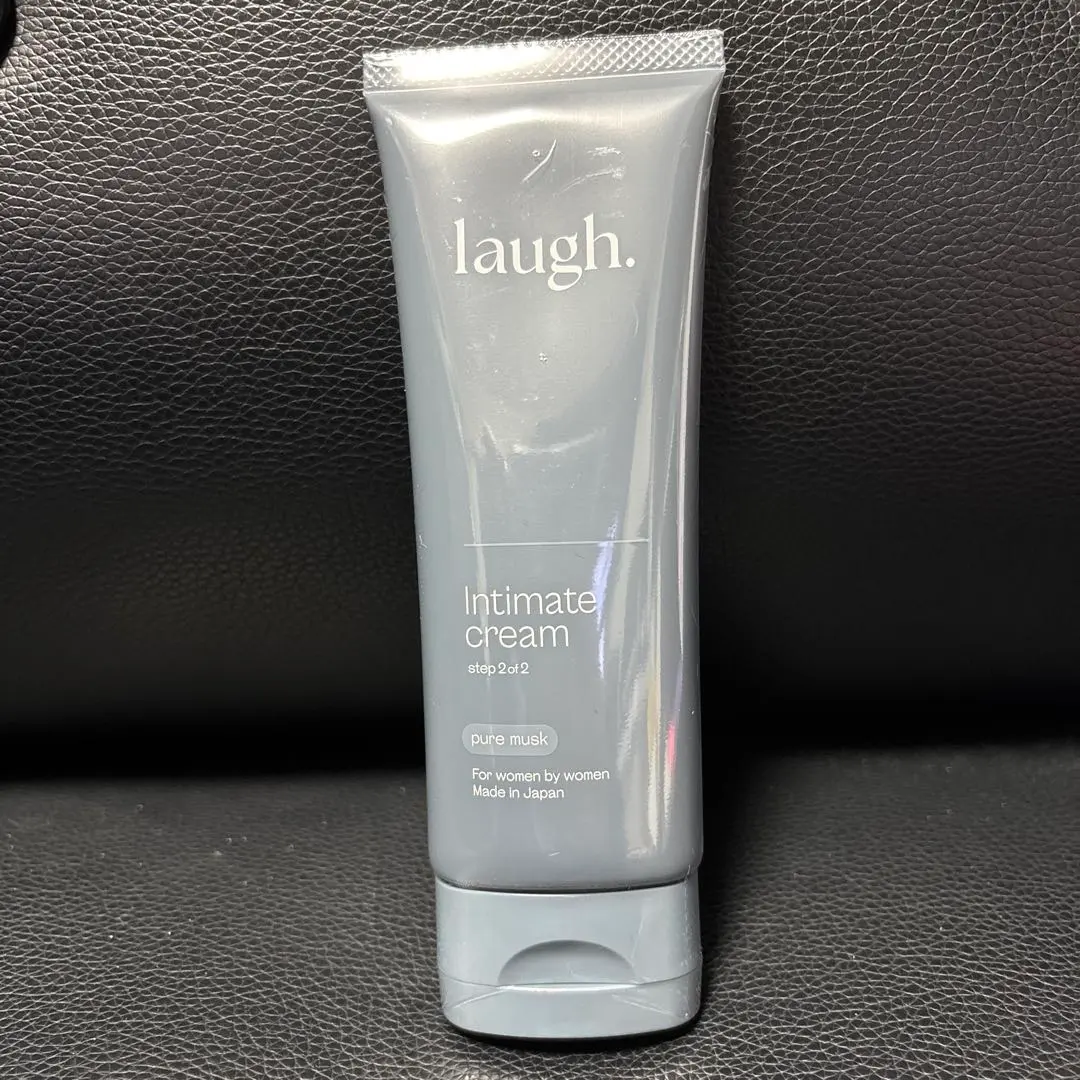 laugh.
Intimate
cream
step 2 of 2
pure musk
For women by women
Made in Japan